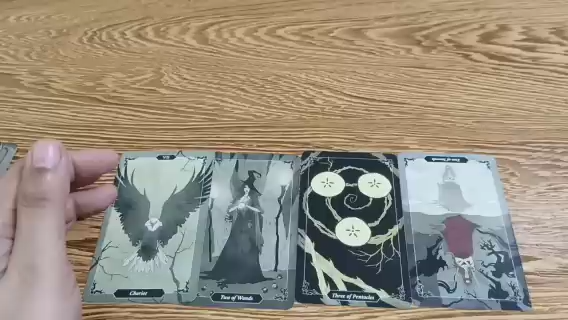 VII
Chariot
Two of Wands
Three of Pentacles